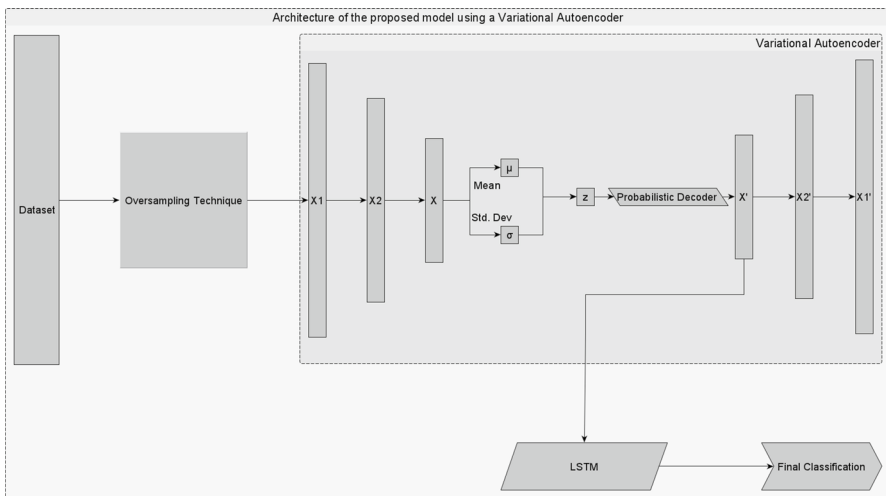 Architecture of the proposed model using a Variational Autoencoder
Variational Autoencoder
Dataset
Oversampling Technique
X1
X2
X
μ
Mean
Std. Dev
σ
z
Probabilistic Decoder
X'
X2'
X1'
LSTM
Final Classification